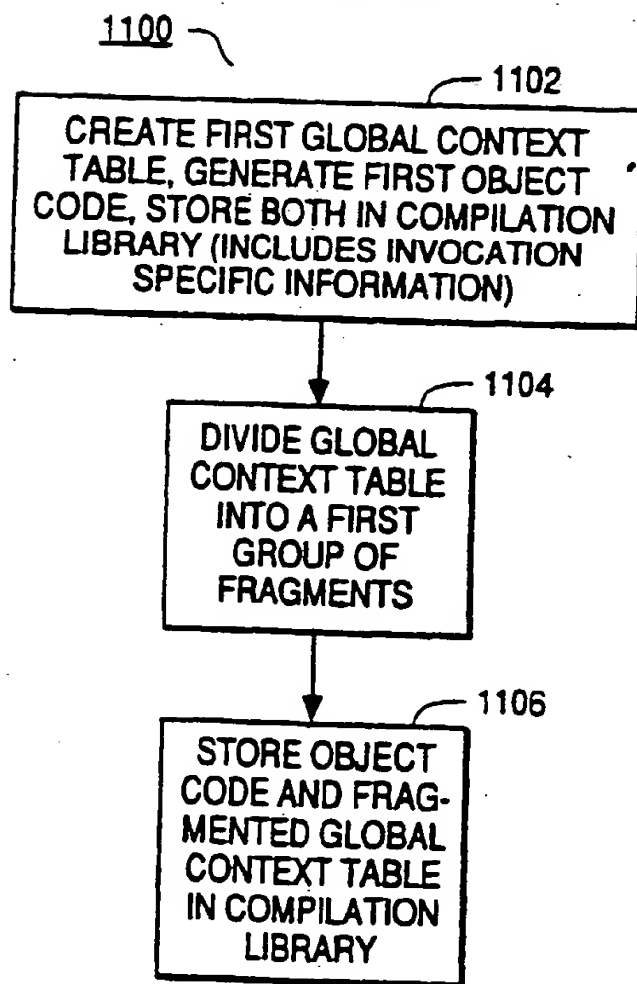 1100
1102
CREATE FIRST GLOBAL CONTEXT
TABLE, GENERATE FIRST OBJECT
CODE, STORE BOTH IN COMPILATION
LIBRARY (INCLUDES INVOCATION
SPECIFIC INFORMATION)
1104
DIVIDE GLOBAL
CONTEXT TABLE
INTO A FIRST
GROUP OF
FRAGMENTS
1106
STORE OBJECT
CODE AND FRAG-
MENTED GLOBAL
CONTEXT TABLE
IN COMPILATION
LIBRARY